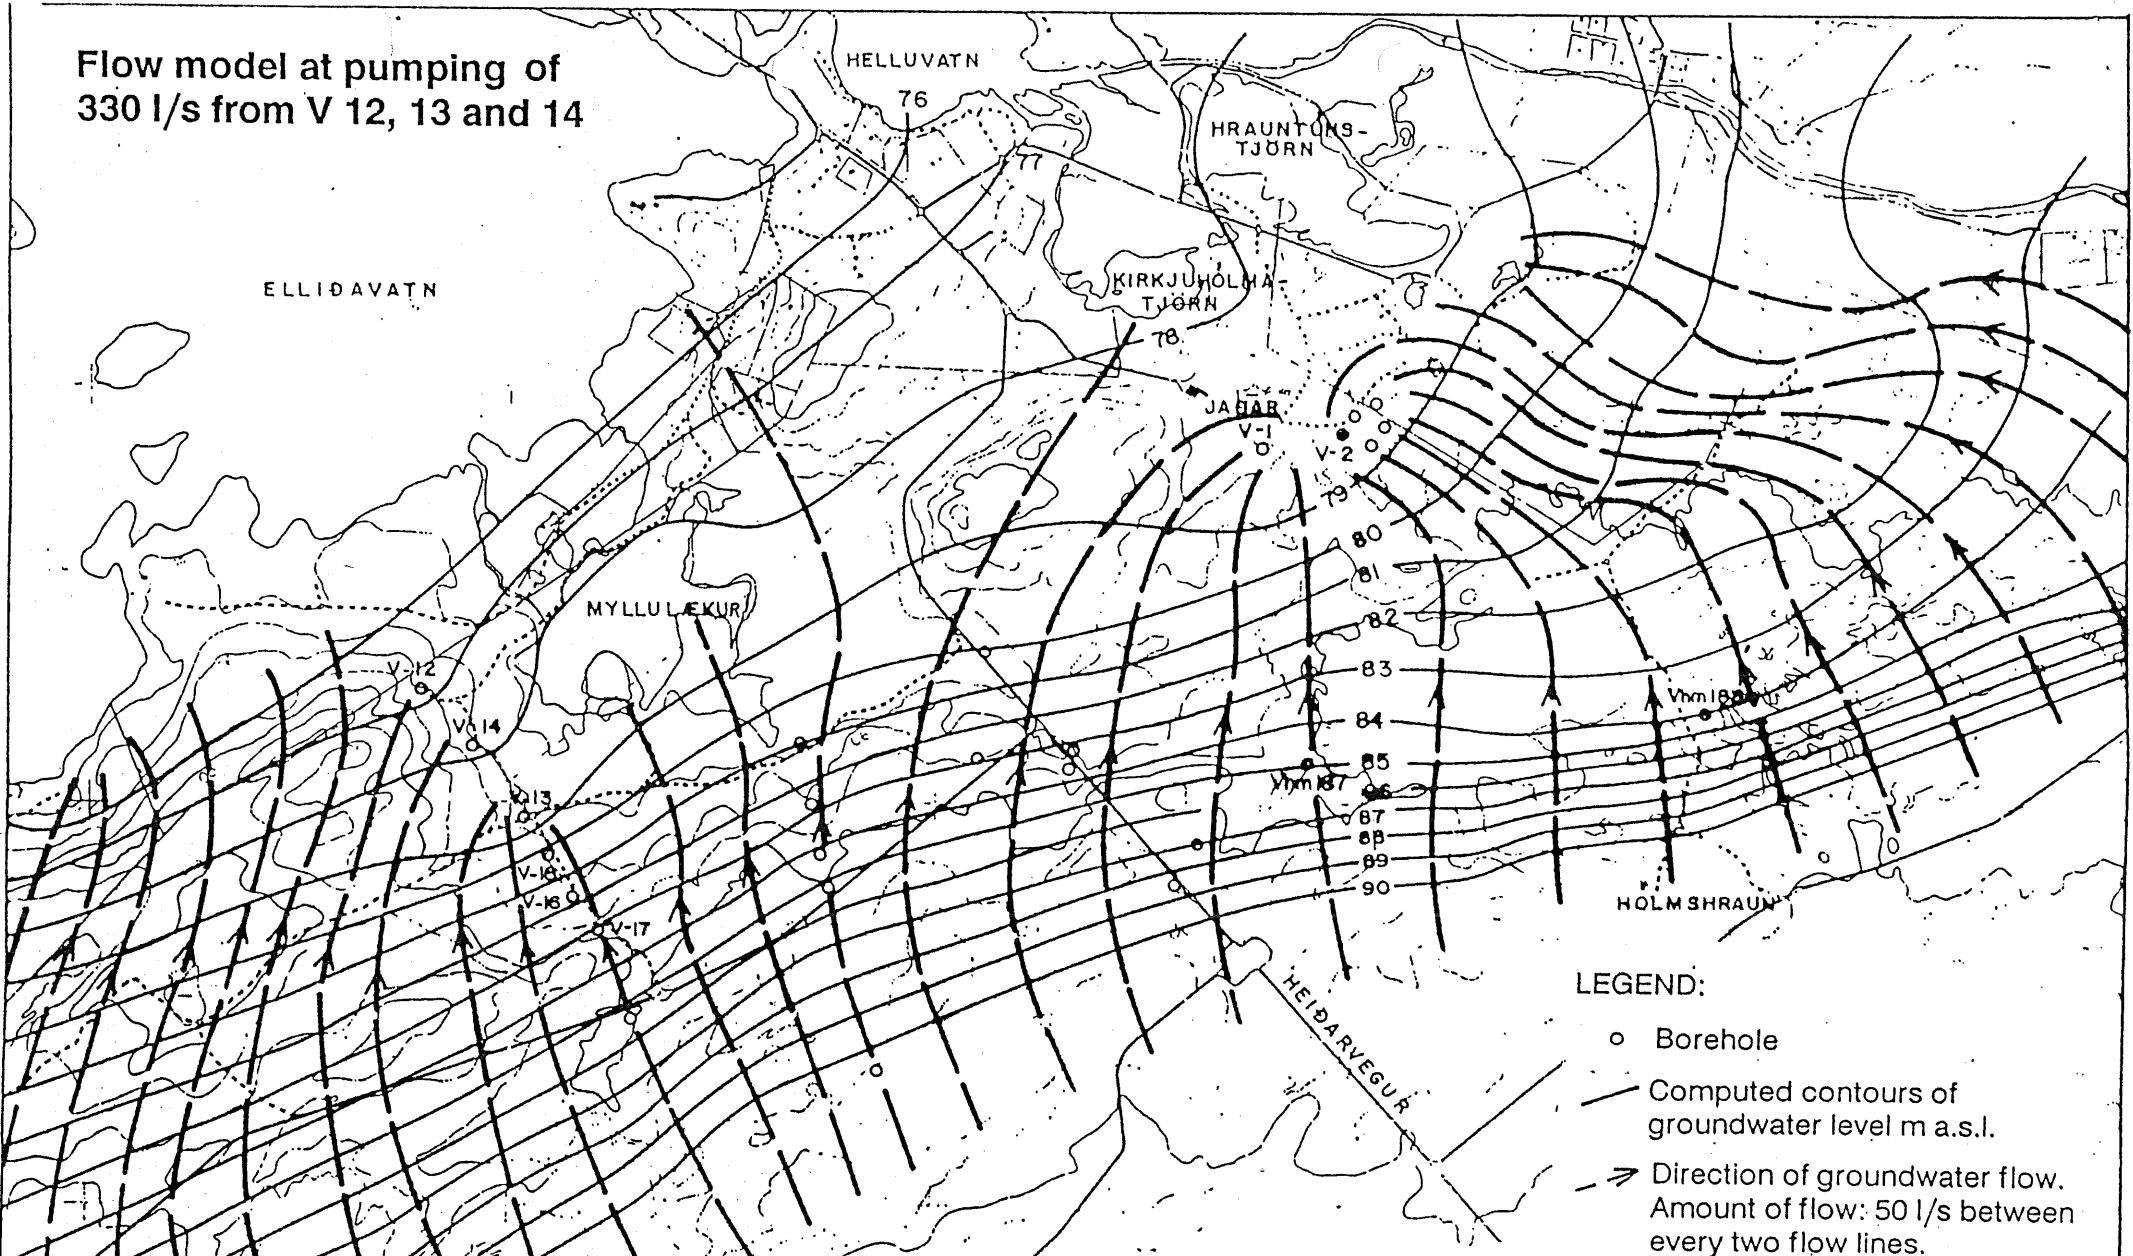 Flow model at pumping of
330 l/s from V 12, 13 and 14
HELLUVATN
76
77
HRAUNTÚNS-
TJÖRN
ELLIÐAVATN
KIRKJUHÓLMA-
TJÖRN
78
JAÐAR
V-1
V-2
79
80
81
82
83
84
85
86
87
88
89
90
MYLLULÆKUR
V-12
V-14
V-13
V-16
V-17
Vhm187
HÓLMSHRAUN
HEIÐARVEGUR
LEGEND:
Borehole
Computed contours of
groundwater level m a.s.l.
Direction of groundwater flow.
Amount of flow: 50 l/s between
every two flow lines.